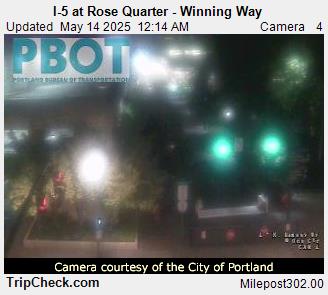 I-5 at Rose Quarter - Winning Way
Updated May 14 2025 12:14 AM Camera 4
PBOT
PORTLAND BUREAU OF TRANSPORTATION
Courtesy of the City of Portland
TripCheck.com Milepost302.00